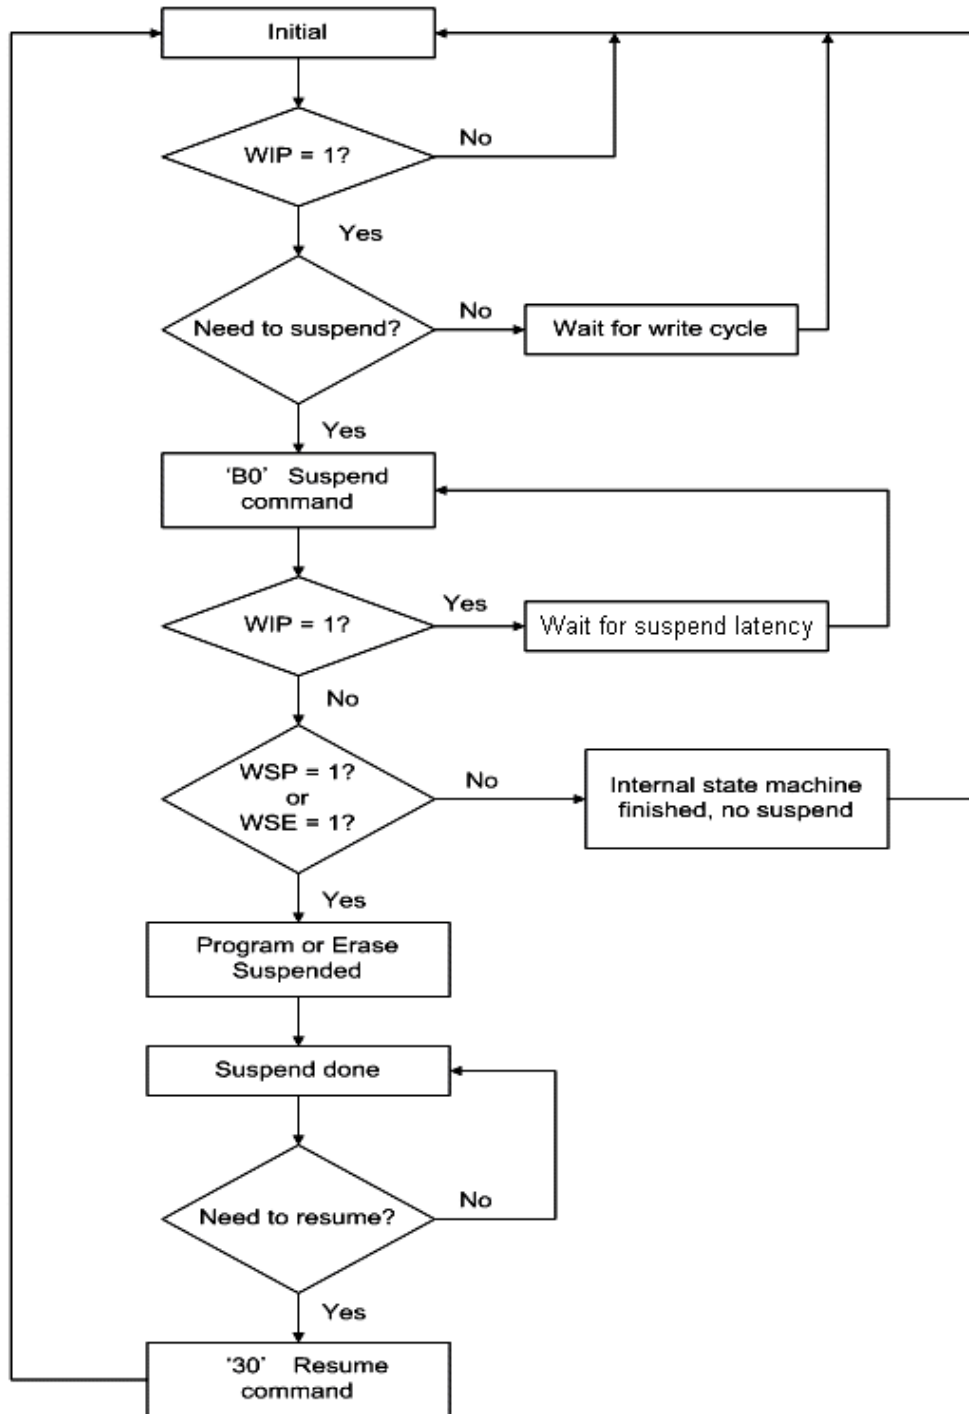 Initial
WIP = 1?
No
Yes
Need to suspend?
No
Wait for write cycle
Yes
'B0' Suspend
command
WIP = 1?
Yes
Wait for suspend latency
No
WSP = 1?
or
WSE = 1?
No
Internal state machine
finished, no suspend
Yes
Program or Erase
Suspended
Suspend done
Need to resume?
No
Yes
'30' Resume
command